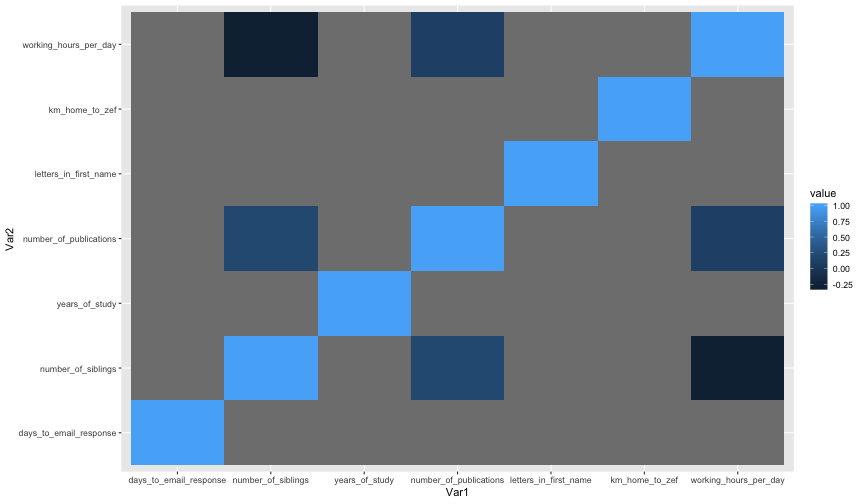 working_hours_per_day
km_home_to_zef
letters_in_first_name
number_of_publications
years_of_study
number_of_siblings
days_to_email_response
Var2
days_to_email_response number_of_siblings years_of_study number_of_publications letters_in_first_name km_home_to_zef working_hours_per_day
Var1
value
1.00
0.75
0.50
0.25
0.00
-0.25